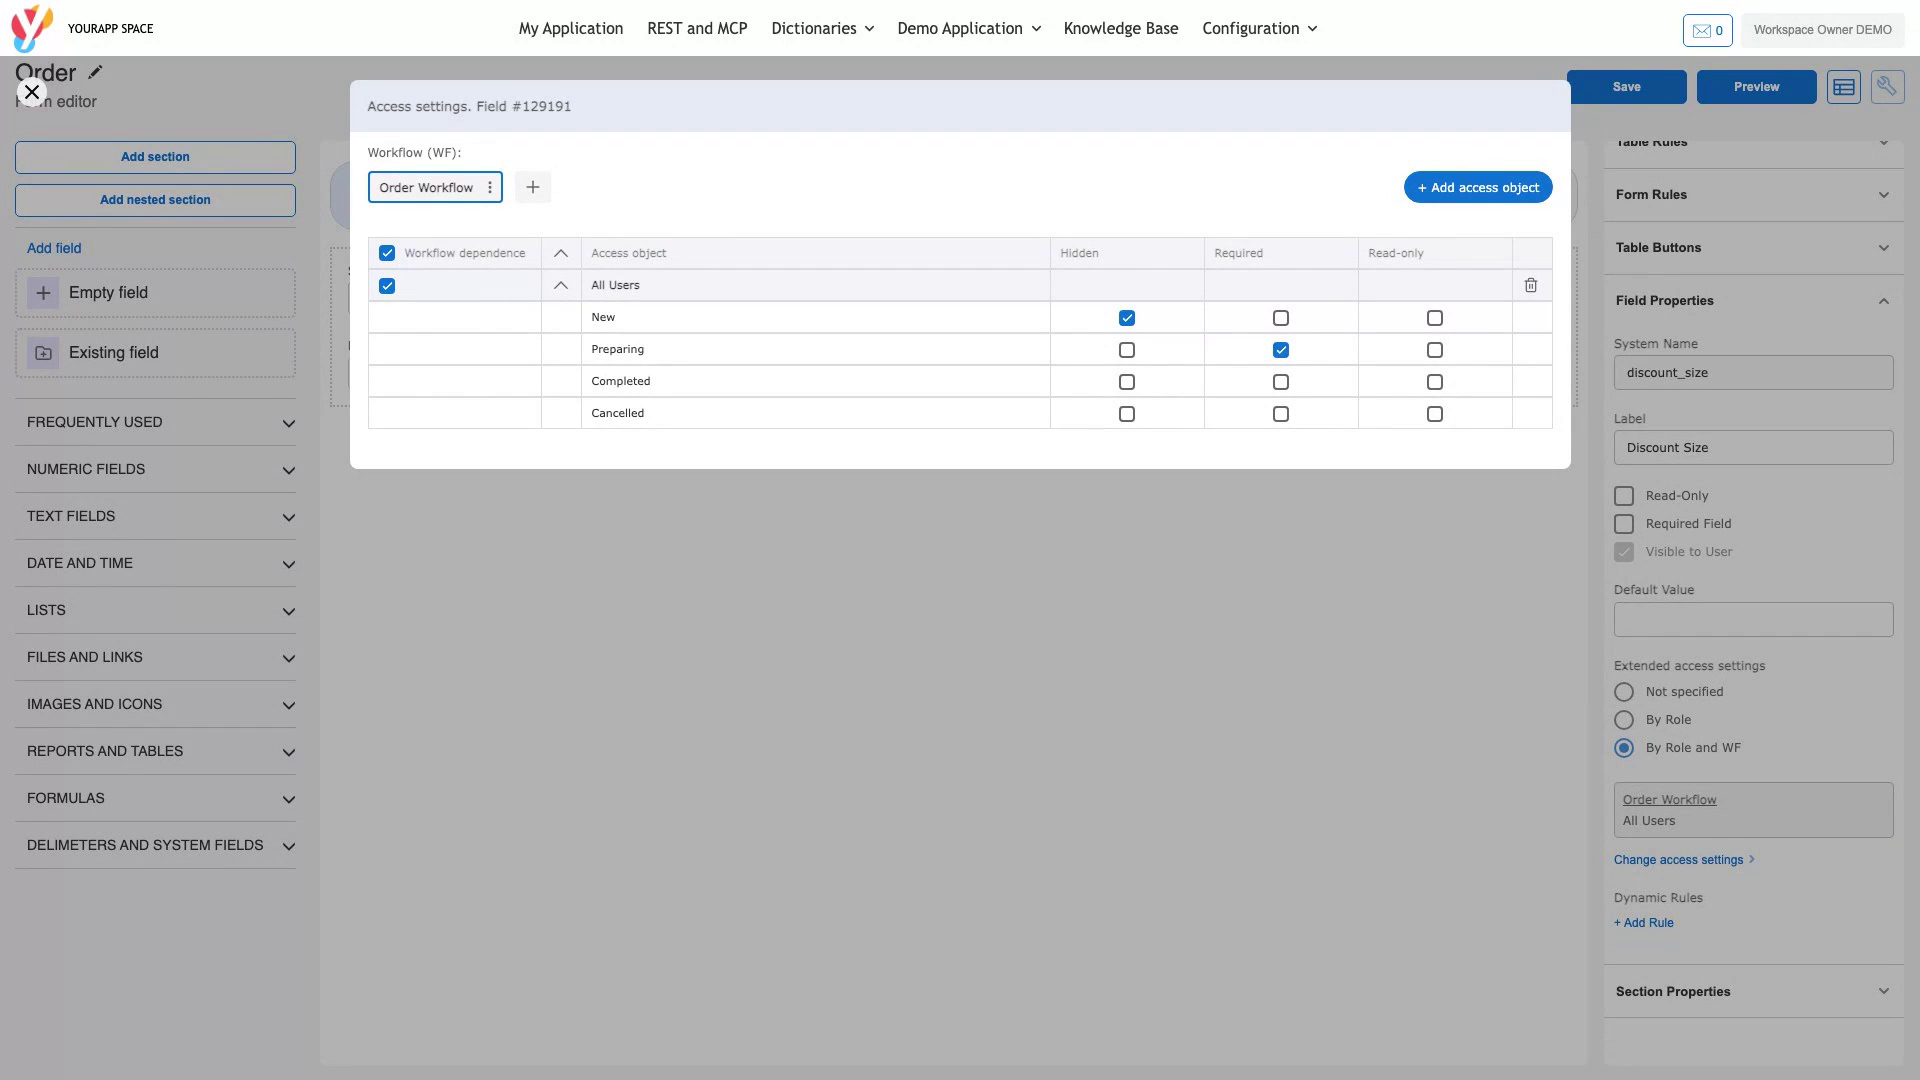 YOURAPP SPACE
My Application
REST and MCP
Dictionaries
Demo Application
Knowledge Base
Configuration
0
Workspace Owner DEMO
Order
editor
Save
Preview
Access settings. Field #129191
Workflow (WF):
Order Workflow
+ Add access object
Workflow dependence
Access object
Hidden
Required
Read-only
All Users
New
Preparing
Completed
Cancelled
Add section
Add nested section
Add field
Empty field
Existing field
FREQUENTLY USED
NUMERIC FIELDS
TEXT FIELDS
DATE AND TIME
LISTS
FILES AND LINKS
IMAGES AND ICONS
REPORTS AND TABLES
FORMULAS
DELIMETERS AND SYSTEM FIELDS
Table Rules
Form Rules
Table Buttons
Field Properties
System Name
discount_size
Label
Discount Size
Read-Only
Required Field
Visible to User
Default Value
Extended access settings
Not specified
By Role
By Role and WF
Order Workflow
All Users
Change access settings
Dynamic Rules
+ Add Rule
Section Properties